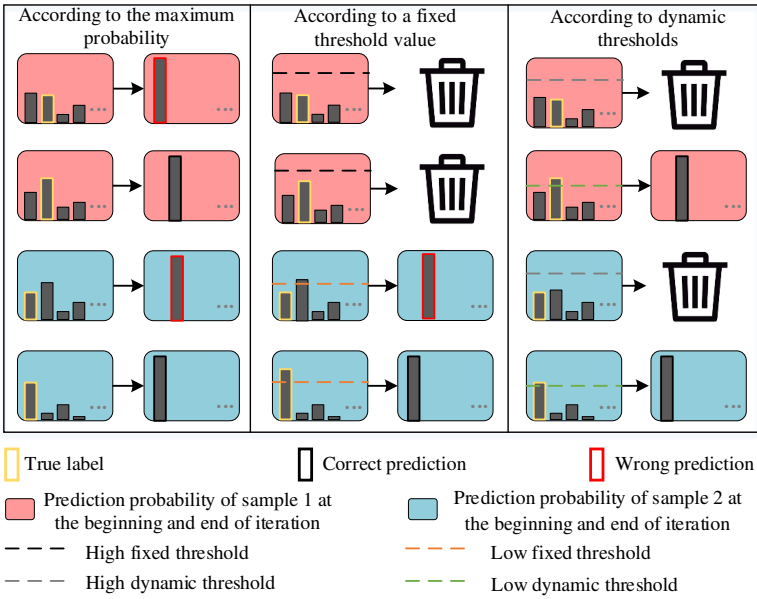 According to the maximum
probability
According to a fixed
threshold value
According to dynamic
thresholds
True label
Correct prediction
Wrong prediction
Prediction probability of sample 1 at
the beginning and end of iteration
Prediction probability of sample 2 at
the beginning and end of iteration
High fixed threshold
Low fixed threshold
High dynamic threshold
Low dynamic threshold